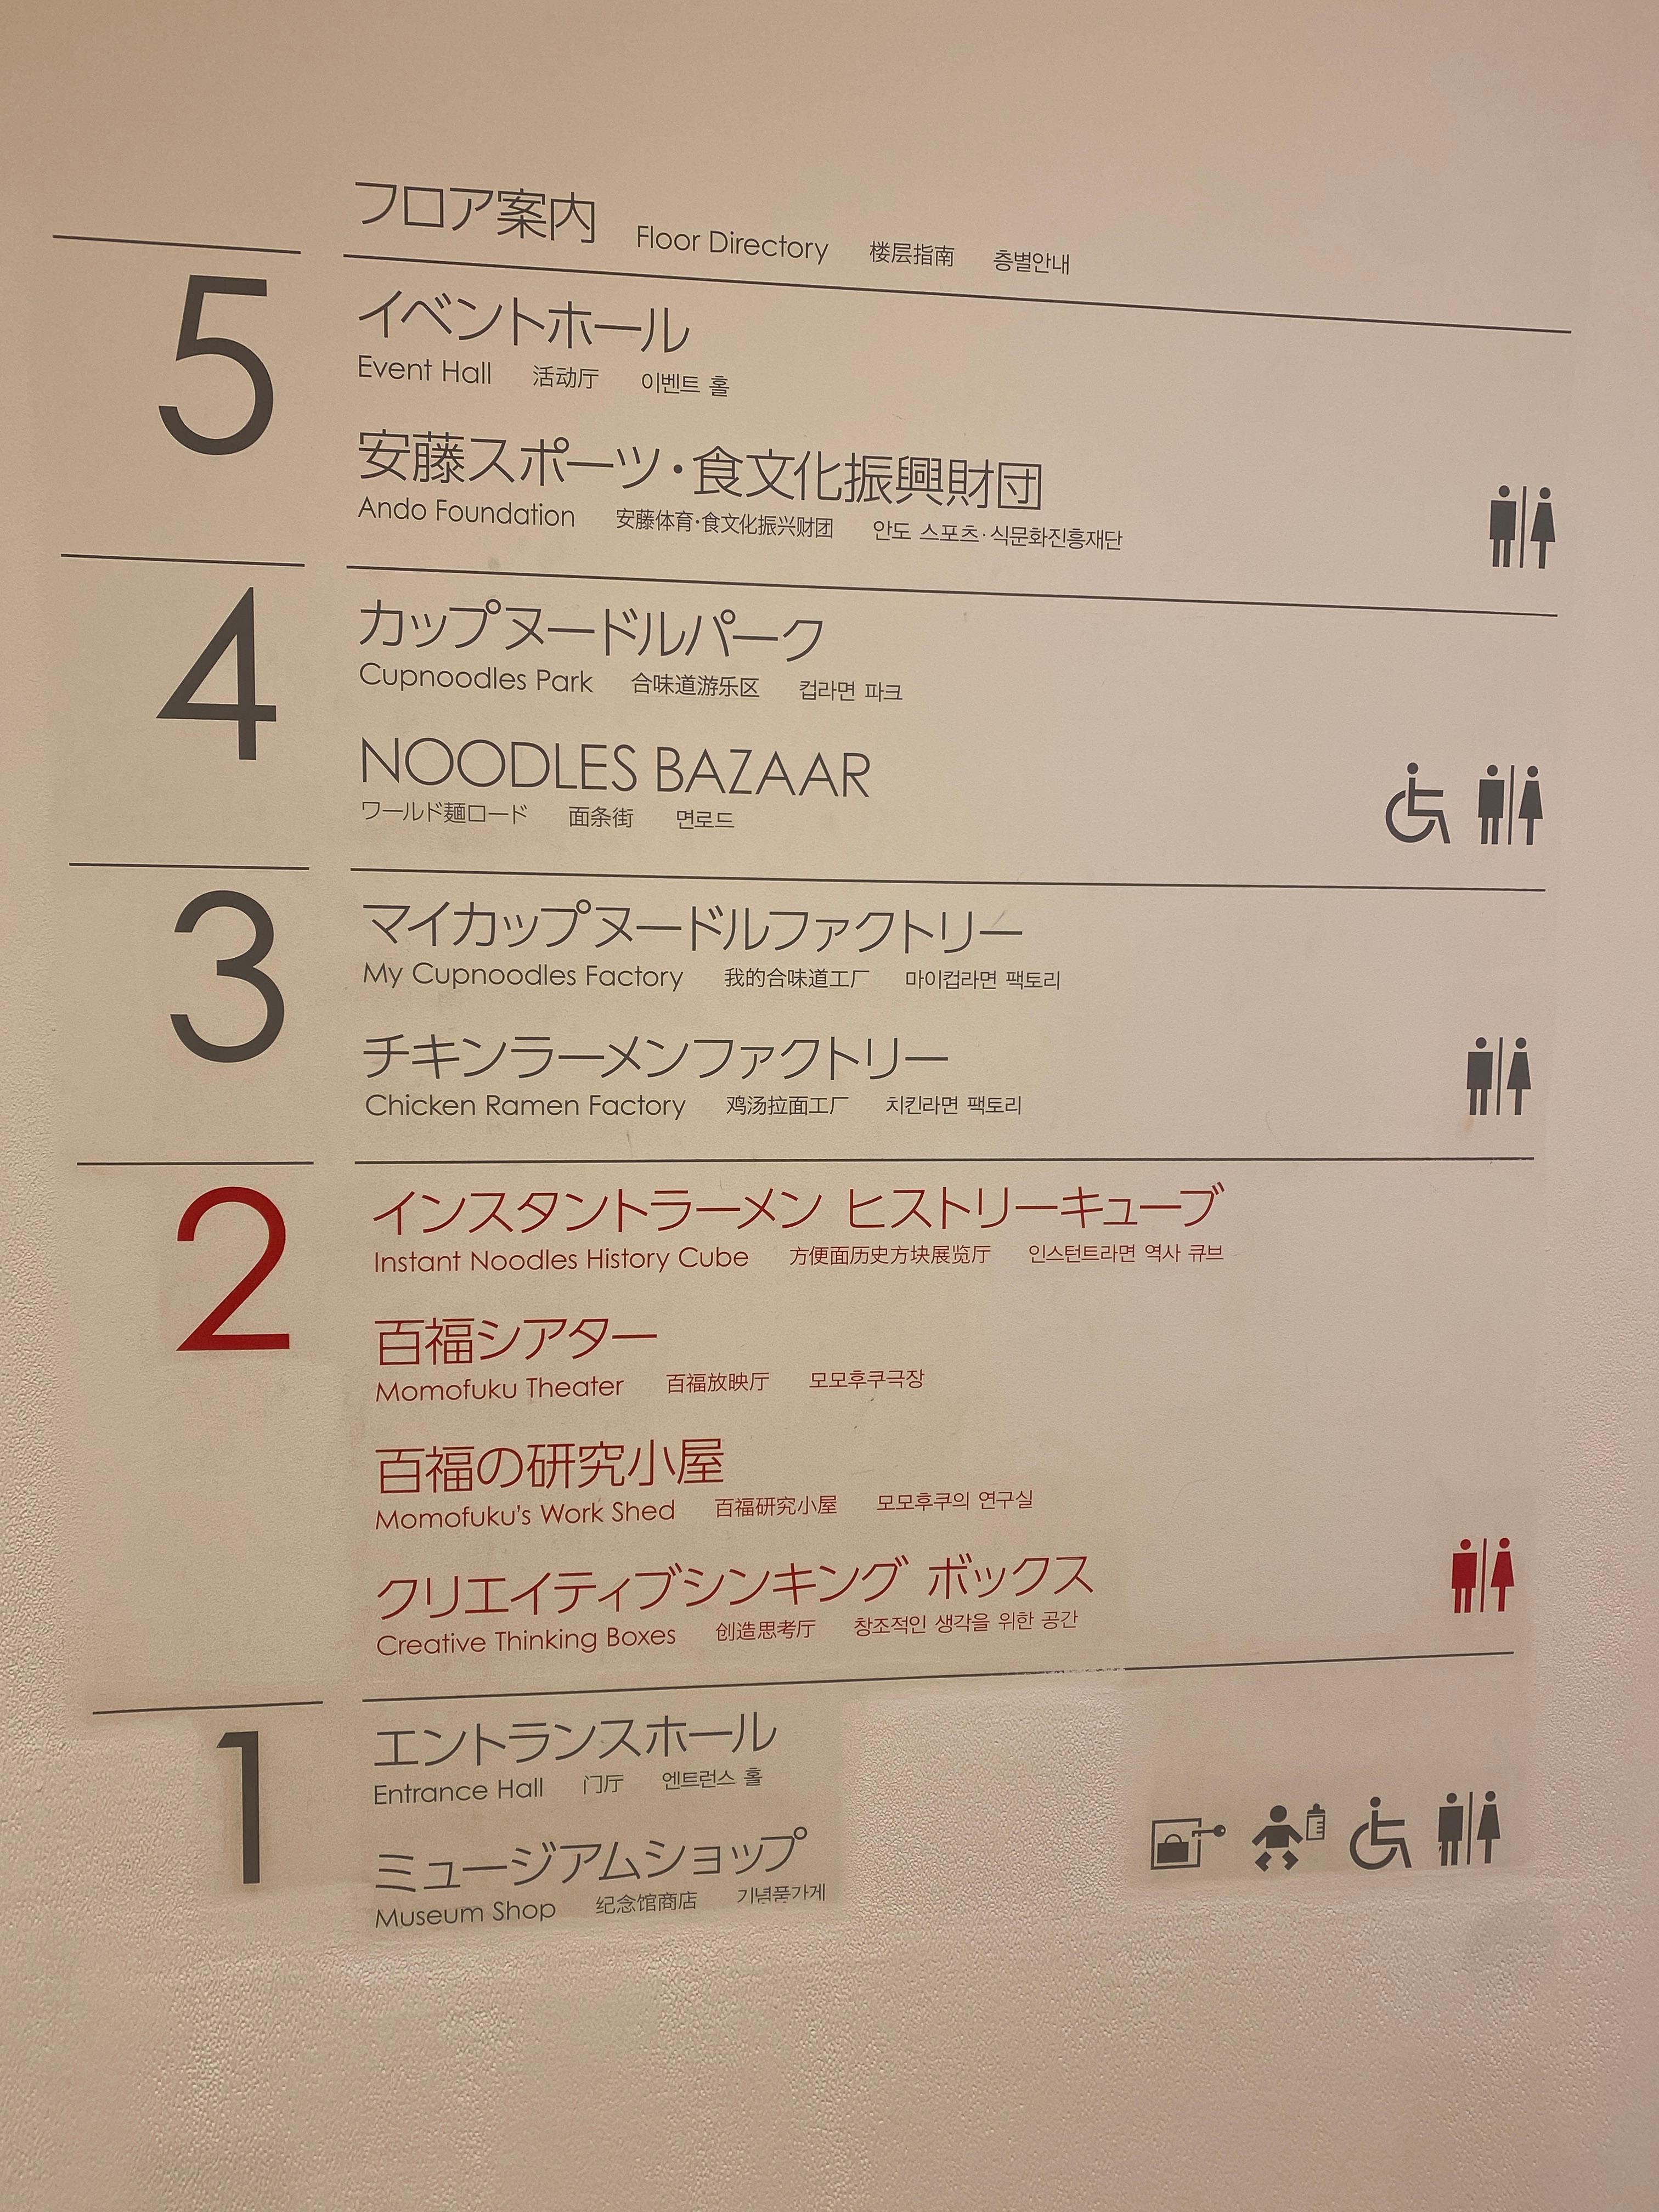 フロア案内 Floor Directory 楼层指南 층별안내
5
イベントホール
Event Hall 活动厅 이벤트 홀
安藤スポーツ・食文化振興財団
Ando Foundation 安藤体育·食文化振兴财团 안도 스포츠·식문화진흥재단
4
カップヌードルパーク
Cupnoodles Park 合味道游乐区 컵라면 파크
NOODLES BAZAAR
ワールド麺ロード 面条街 면로드
3
マイカップヌードルファクトリー
My Cupnoodles Factory 我的合味道工厂 마이컵라면 팩토리
チキンラーメンファクトリー
Chicken Ramen Factory 鸡汤拉面工厂 치킨라면 팩토리
2
インスタントラーメン ヒストリーキューブ
Instant Noodles History Cube 方便面历史方块展览厅 인스턴트라면 역사 큐브
百福シアター
Momofuku Theater 百福放映厅 모모후쿠극장
百福の研究小屋
Momofuku's Work Shed 百福研究小屋 모모후쿠의 연구실
クリエイティブシンキング ボックス
Creative Thinking Boxes 创造思考厅 창조적인 생각을 위한 공간
1
エントランスホール
Entrance Hall 门厅 엔트런스 홀
ミュージアムショップ
Museum Shop 纪念馆商店 기념품가게